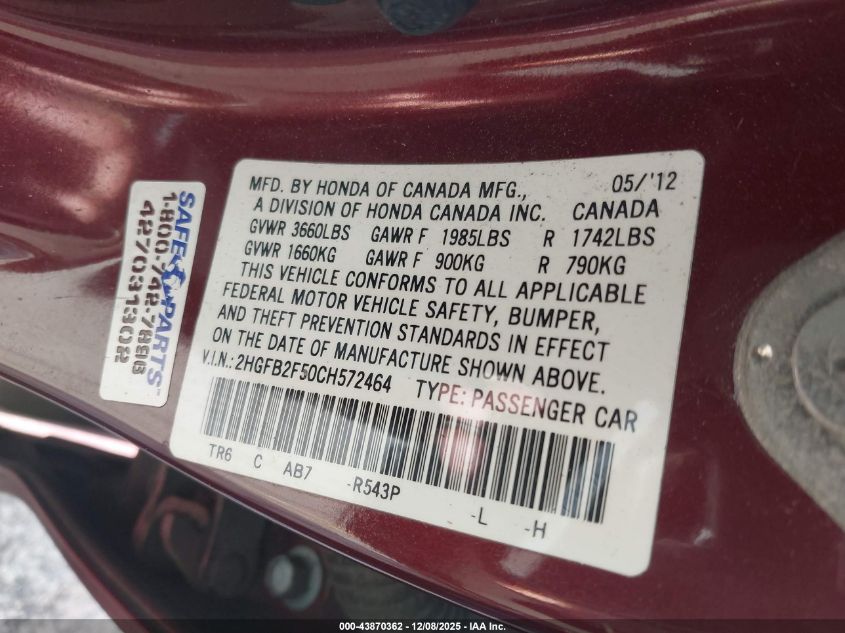 MFD. BY HONDA OF CANADA MFG., 05/'12
A DIVISION OF HONDA CANADA INC. CANADA
GVWR 3660LBS GAWR F 1985LBS R 1742LBS
GVWR 1660KG GAWR F 900KG R 790KG
THIS VEHICLE CONFORMS TO ALL APPLICABLE
FEDERAL MOTOR VEHICLE SAFETY, BUMPER,
AND THEFT PREVENTION STANDARDS IN EFFECT
ON THE DATE OF MANUFACTURE SHOWN ABOVE.
V.I.N.: 2HGFB2F50CH572464 TYPE: PASSENGER CAR
TR6 C AB7 -R543P -L -H
SAFE PARTS
1-800-742-7898
427031302
000-43870362 - 12/08/2025 - IAA Inc.